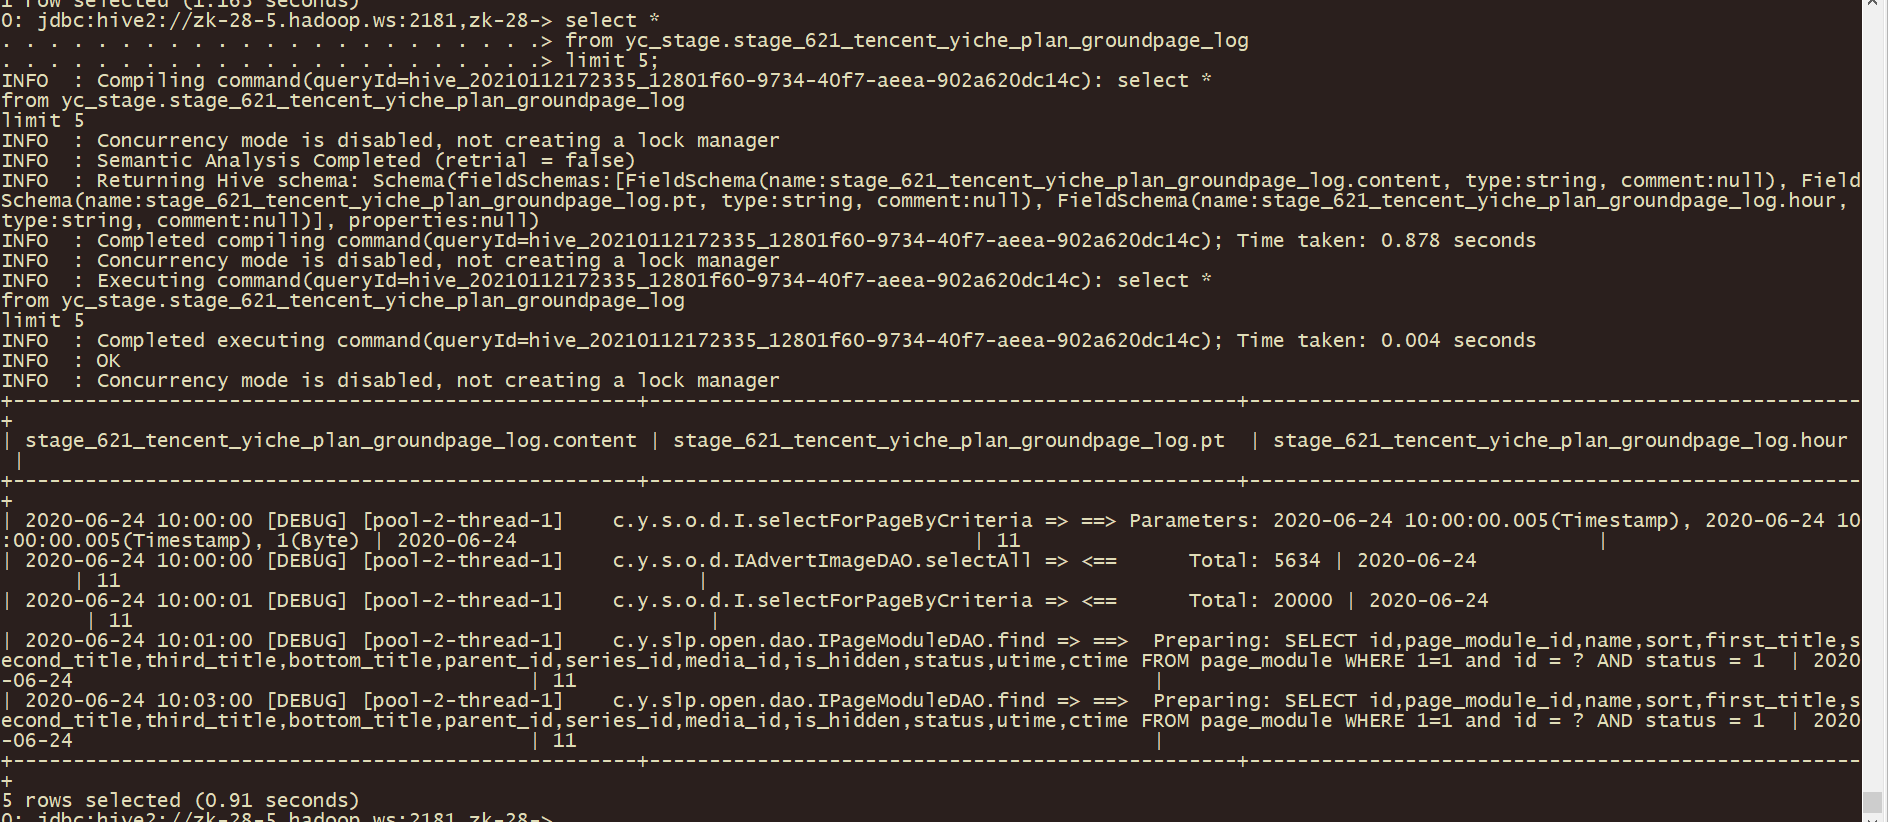 1 row selected (1.163 seconds)
0: jdbc:hive2://zk-28-5.hadoop.ws:2181,zk-28-> select *
. . . . . . . . . . . . . . . . . . . . . . .> from yc_stage.stage_621_tencent_yiche_plan_groundpage_log
. . . . . . . . . . . . . . . . . . . . . . .> limit 5;
INFO  : Compiling command(queryId=hive_20210112172335_12801f60-9734-40f7-aeea-902a620dc14c): select *
from yc_stage.stage_621_tencent_yiche_plan_groundpage_log
limit 5
INFO  : Concurrency mode is disabled, not creating a lock manager
INFO  : Semantic Analysis Completed (retrial = false)
INFO  : Returning Hive schema: Schema(fieldSchemas:[FieldSchema(name:stage_621_tencent_yiche_plan_groundpage_log.content, type:string, comment:null), Field
Schema(name:stage_621_tencent_yiche_plan_groundpage_log.pt, type:string, comment:null), FieldSchema(name:stage_621_tencent_yiche_plan_groundpage_log.hour,
type:string, comment:null)], properties:null)
INFO  : Completed compiling command(queryId=hive_20210112172335_12801f60-9734-40f7-aeea-902a620dc14c); Time taken: 0.878 seconds
INFO  : Concurrency mode is disabled, not creating a lock manager
INFO  : Executing command(queryId=hive_20210112172335_12801f60-9734-40f7-aeea-902a620dc14c): select *
from yc_stage.stage_621_tencent_yiche_plan_groundpage_log
limit 5
INFO  : Completed executing command(queryId=hive_20210112172335_12801f60-9734-40f7-aeea-902a620dc14c); Time taken: 0.004 seconds
INFO  : OK
INFO  : Concurrency mode is disabled, not creating a lock manager
+----------------------------------------------------+-------------------------------------------------+---------------------------------------------------
+
| stage_621_tencent_yiche_plan_groundpage_log.content | stage_621_tencent_yiche_plan_groundpage_log.pt  | stage_621_tencent_yiche_plan_groundpage_log.hour
 |
+----------------------------------------------------+-------------------------------------------------+---------------------------------------------------
+
| 2020-06-24 10:00:00 [DEBUG] [pool-2-thread-1]    c.y.s.o.d.I.selectForPageByCriteria => ==> Parameters: 2020-06-24 10:00:00.005(Timestamp), 2020-06-24 10
:00:00.005(Timestamp), 1(Byte) | 2020-06-24                                      | 11                                                |
| 2020-06-24 10:00:00 [DEBUG] [pool-2-thread-1]    c.y.s.o.d.IAdvertImageDAO.selectAll => <==      Total: 5634 | 2020-06-24
      | 11                                                |
| 2020-06-24 10:00:01 [DEBUG] [pool-2-thread-1]    c.y.s.o.d.I.selectForPageByCriteria => <==      Total: 20000 | 2020-06-24
       | 11                                                |
| 2020-06-24 10:01:00 [DEBUG] [pool-2-thread-1]    c.y.slp.open.dao.IPageModuleDAO.find => ==>  Preparing: SELECT id,page_module_id,name,sort,first_title,s
econd_title,third_title,bottom_title,parent_id,series_id,media_id,is_hidden,status,utime,ctime FROM page_module WHERE 1=1 and id = ? AND status = 1  | 2020
-06-24                                      | 11                                                |
| 2020-06-24 10:03:00 [DEBUG] [pool-2-thread-1]    c.y.slp.open.dao.IPageModuleDAO.find => ==>  Preparing: SELECT id,page_module_id,name,sort,first_title,s
econd_title,third_title,bottom_title,parent_id,series_id,media_id,is_hidden,status,utime,ctime FROM page_module WHERE 1=1 and id = ? AND status = 1  | 2020
-06-24                                      | 11                                                |
+----------------------------------------------------+-------------------------------------------------+---------------------------------------------------
+
5 rows selected (0.91 seconds)
0: jdbc:hive2://zk-28-5.hadoop.ws:2181,zk-28->